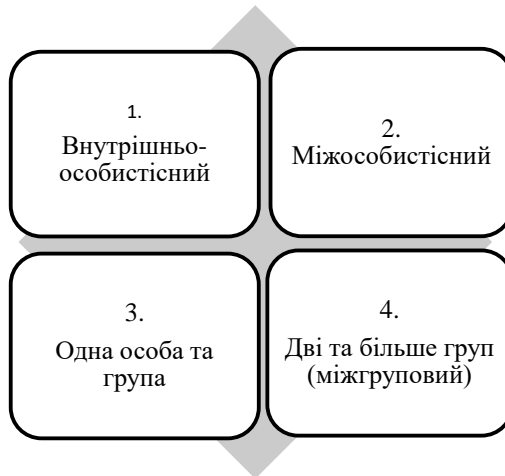 1.
Внутрішньо-
особистісний
2.
Міжособистісний
3.
Одна особа та
група
4.
Дві та більше груп
(міжгруповий)